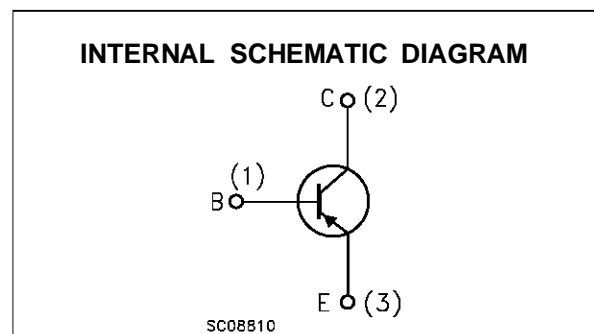 INTERNAL SCHEMATIC DIAGRAM
C (2)
(1)
B
E (3)
SC08810